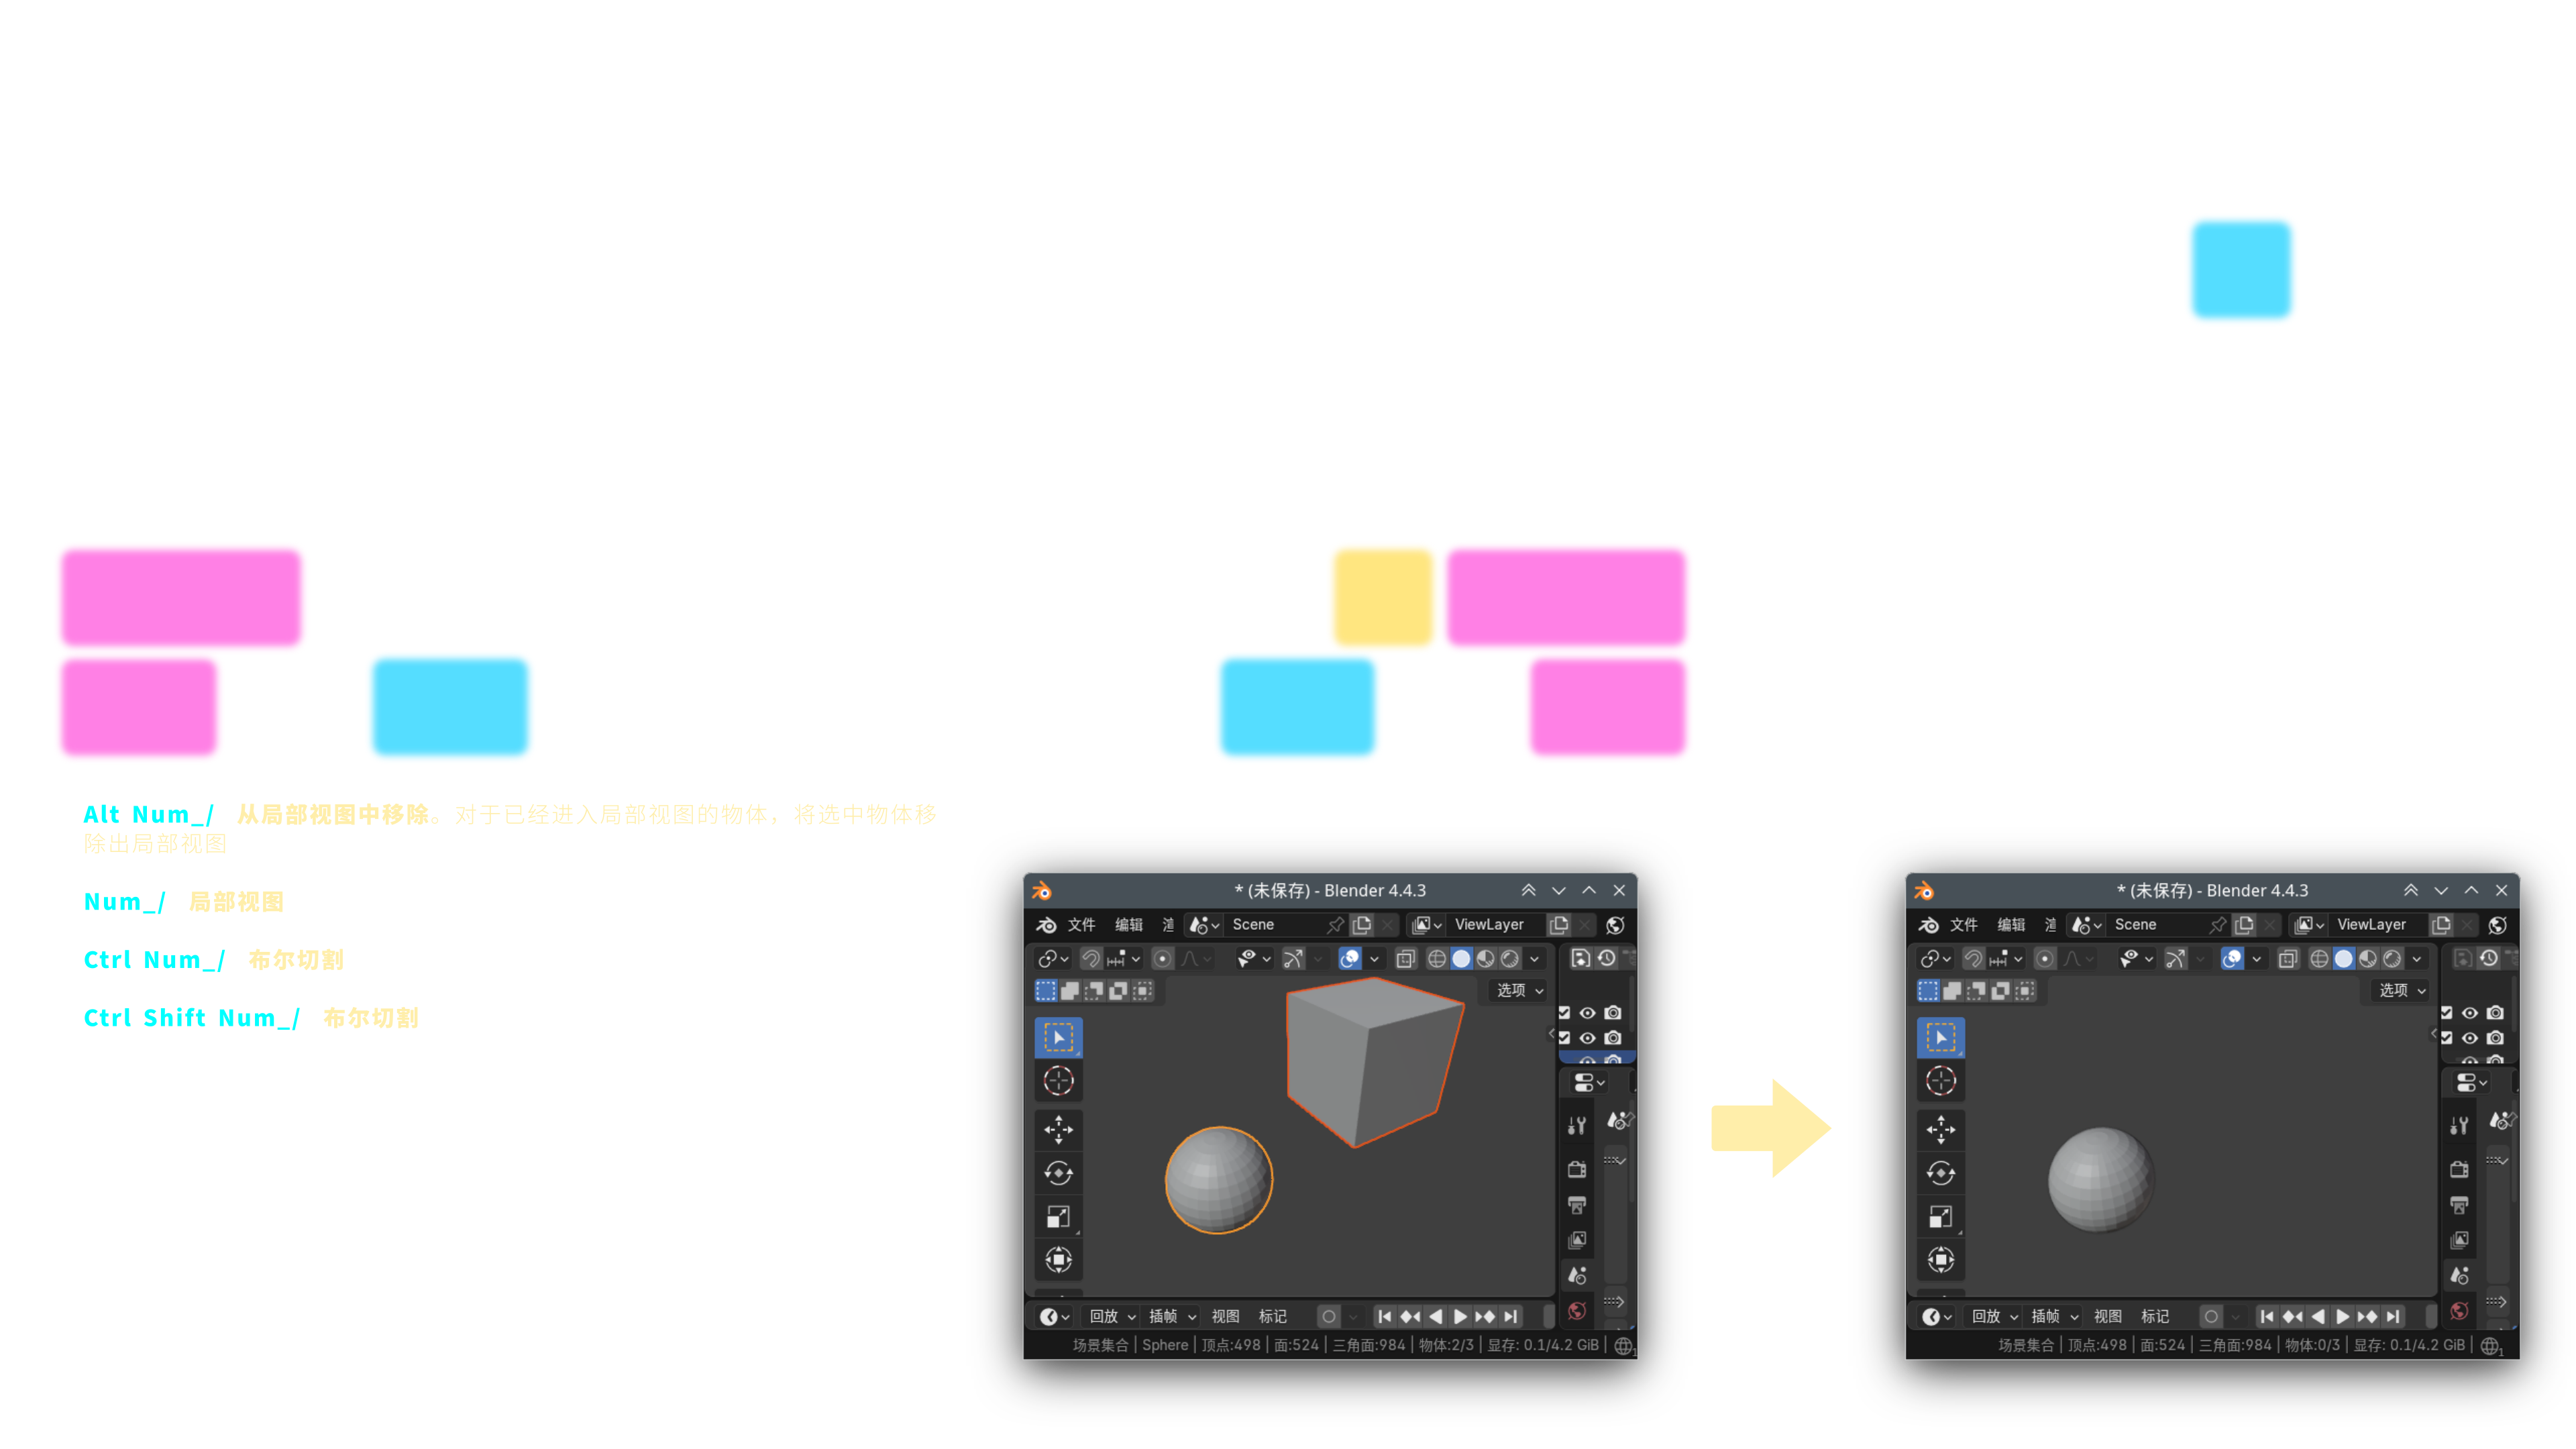 Alt Num_/ 从局部视图中移除。对于已经进入局部视图的物体，将选中物体移
除出局部视图
Num_/ 局部视图
Ctrl Num_/ 布尔切割
Ctrl Shift Num_/ 布尔切割
* (未保存) - Blender 4.4.3
文件 编辑 Scene ViewLayer
选项
回放 插帧 视图 标记
场景集合 | Sphere | 顶点:498 | 面:524 | 三角面:984 | 物体:2/3 | 显存: 0.1/4.2 GiB |
* (未保存) - Blender 4.4.3
文件 编辑 Scene ViewLayer
选项
回放 插帧 视图 标记
场景集合 | 顶点:498 | 面:524 | 三角面:984 | 物体:0/3 | 显存: 0.1/4.2 GiB |